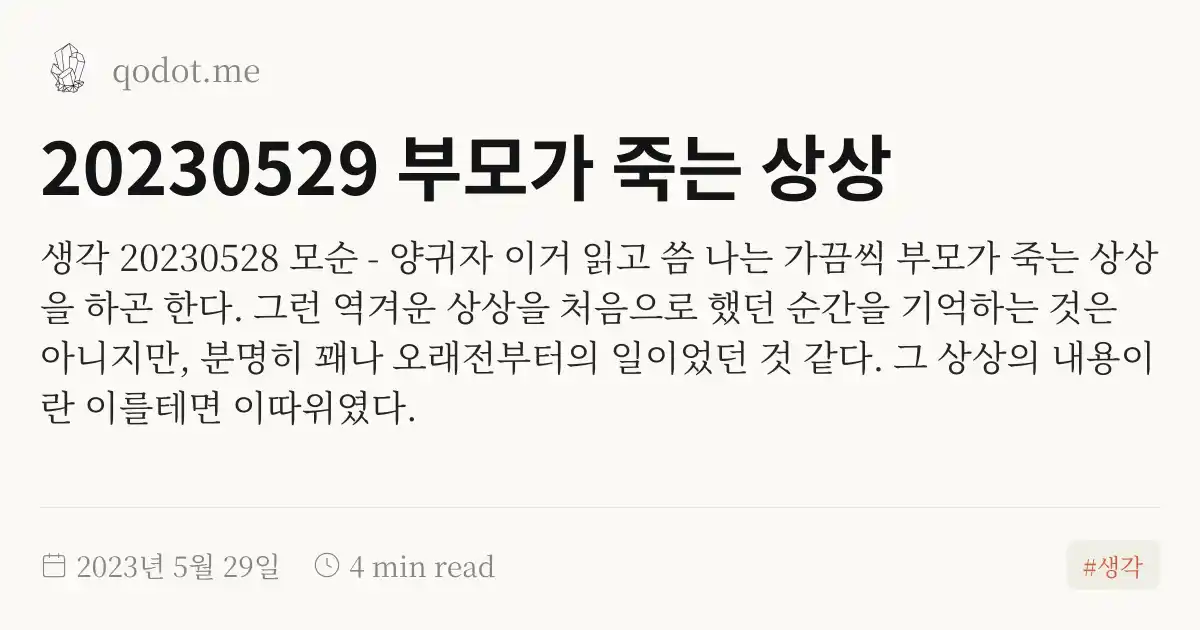 qodot.me
20230529 부모가 죽는 상상
생각 20230528 모순 - 양귀자 이거 읽고 씀 나는 가끔씩 부모가 죽는 상상
을 하곤 한다. 그런 역겨운 상상을 처음으로 했던 순간을 기억하는 것은
아니지만, 분명히 꽤나 오래전부터의 일이었던 것 같다. 그 상상의 내용이
란 이를테면 이따위였다.
2023년 5월 29일 4 min read #생각